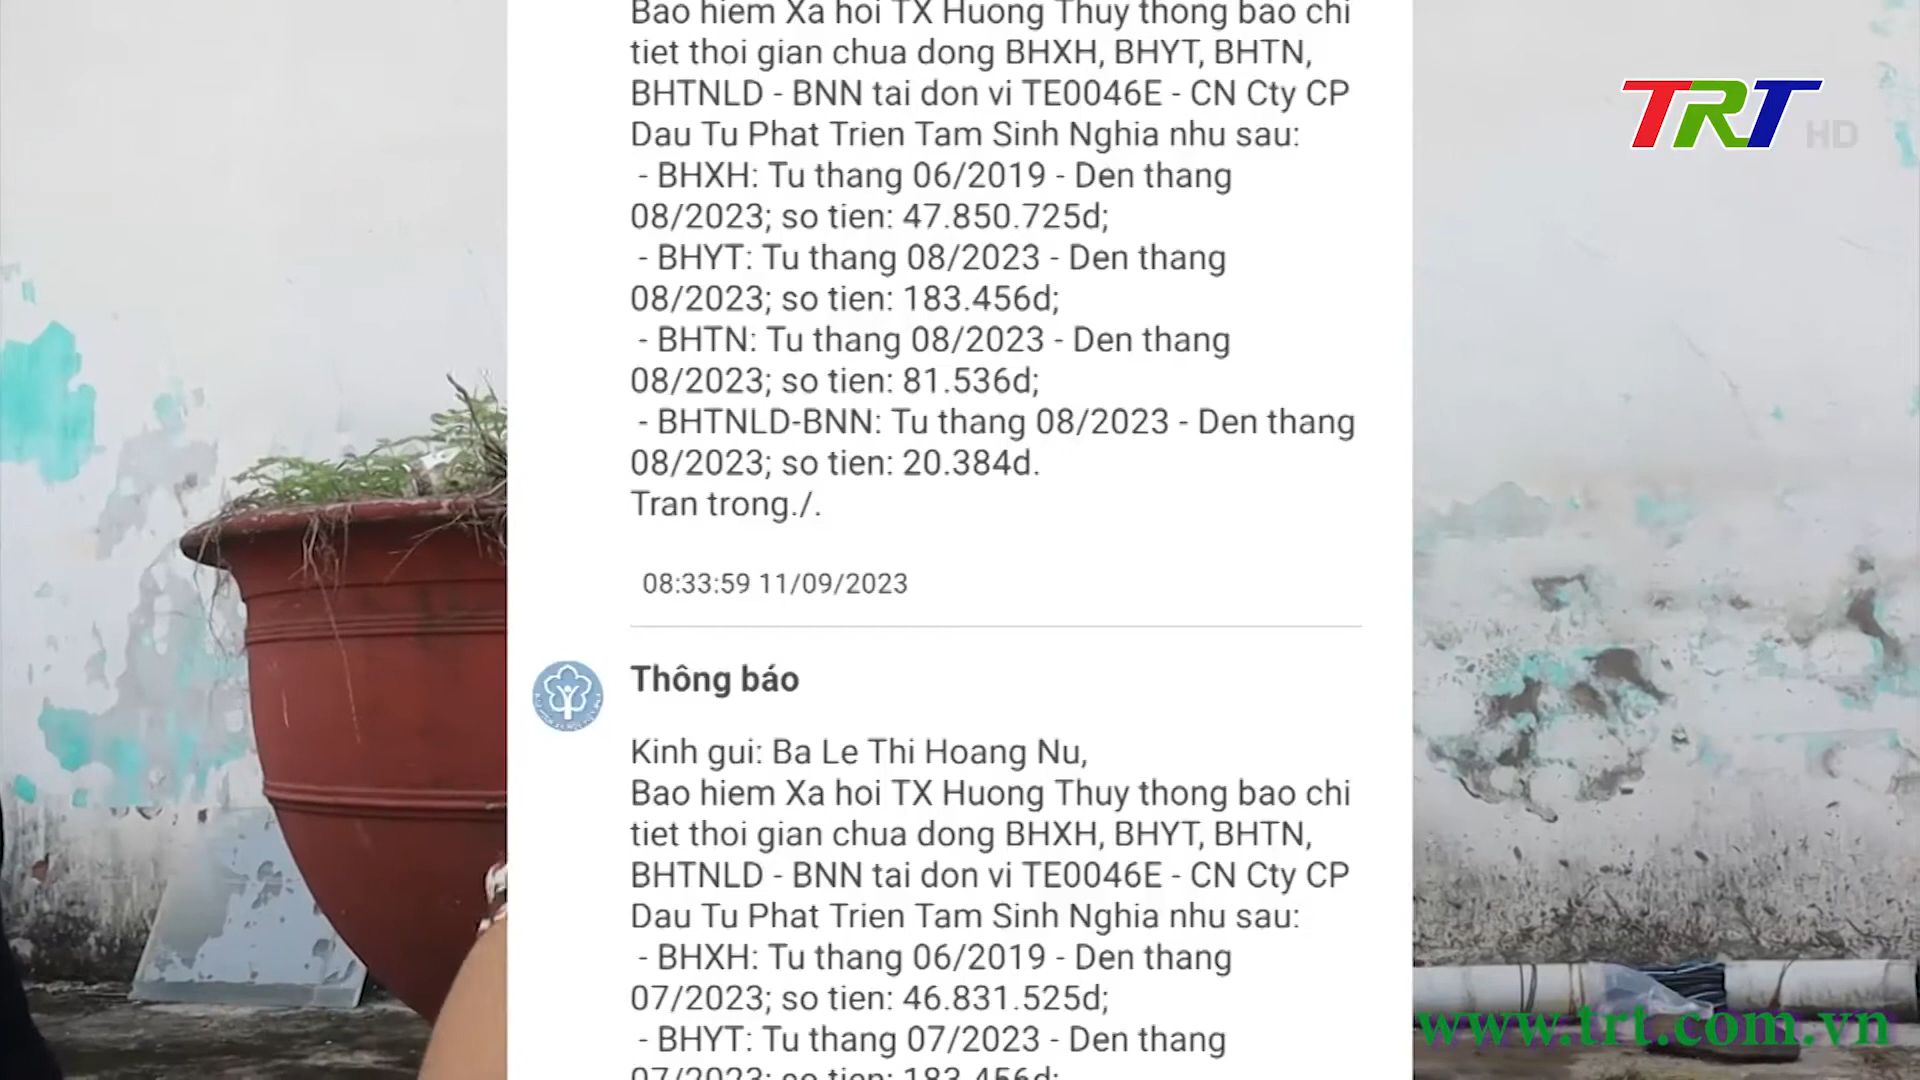 Bao hiem Xa hoi TX Huong Thuy thong bao chi
tiet thoi gian chua dong BHXH, BHYT, BHTN,
BHTNLD - BNN tai don vi TE0046E - CN Cty CP
Dau Tu Phat Trien Tam Sinh Nghia nhu sau:
- BHXH: Tu thang 06/2019 - Den thang
08/2023; so tien: 47.850.725d;
- BHYT: Tu thang 08/2023 - Den thang
08/2023; so tien: 183.456d;
- BHTN: Tu thang 08/2023 - Den thang
08/2023; so tien: 81.536d;
- BHTNLD-BNN: Tu thang 08/2023 - Den thang
08/2023; so tien: 20.384d.
Tran trong./.
08:33:59 11/09/2023
Thông báo
Kinh gui: Ba Le Thi Hoang Nu,
Bao hiem Xa hoi TX Huong Thuy thong bao chi
tiet thoi gian chua dong BHXH, BHYT, BHTN,
BHTNLD - BNN tai don vi TE0046E - CN Cty CP
Dau Tu Phat Trien Tam Sinh Nghia nhu sau:
- BHXH: Tu thang 06/2019 - Den thang
07/2023; so tien: 46.831.525d;
- BHYT: Tu thang 07/2023 - Den thang
07/2023; so tien: 183.456d;
TRT HD
www.trt.com.vn